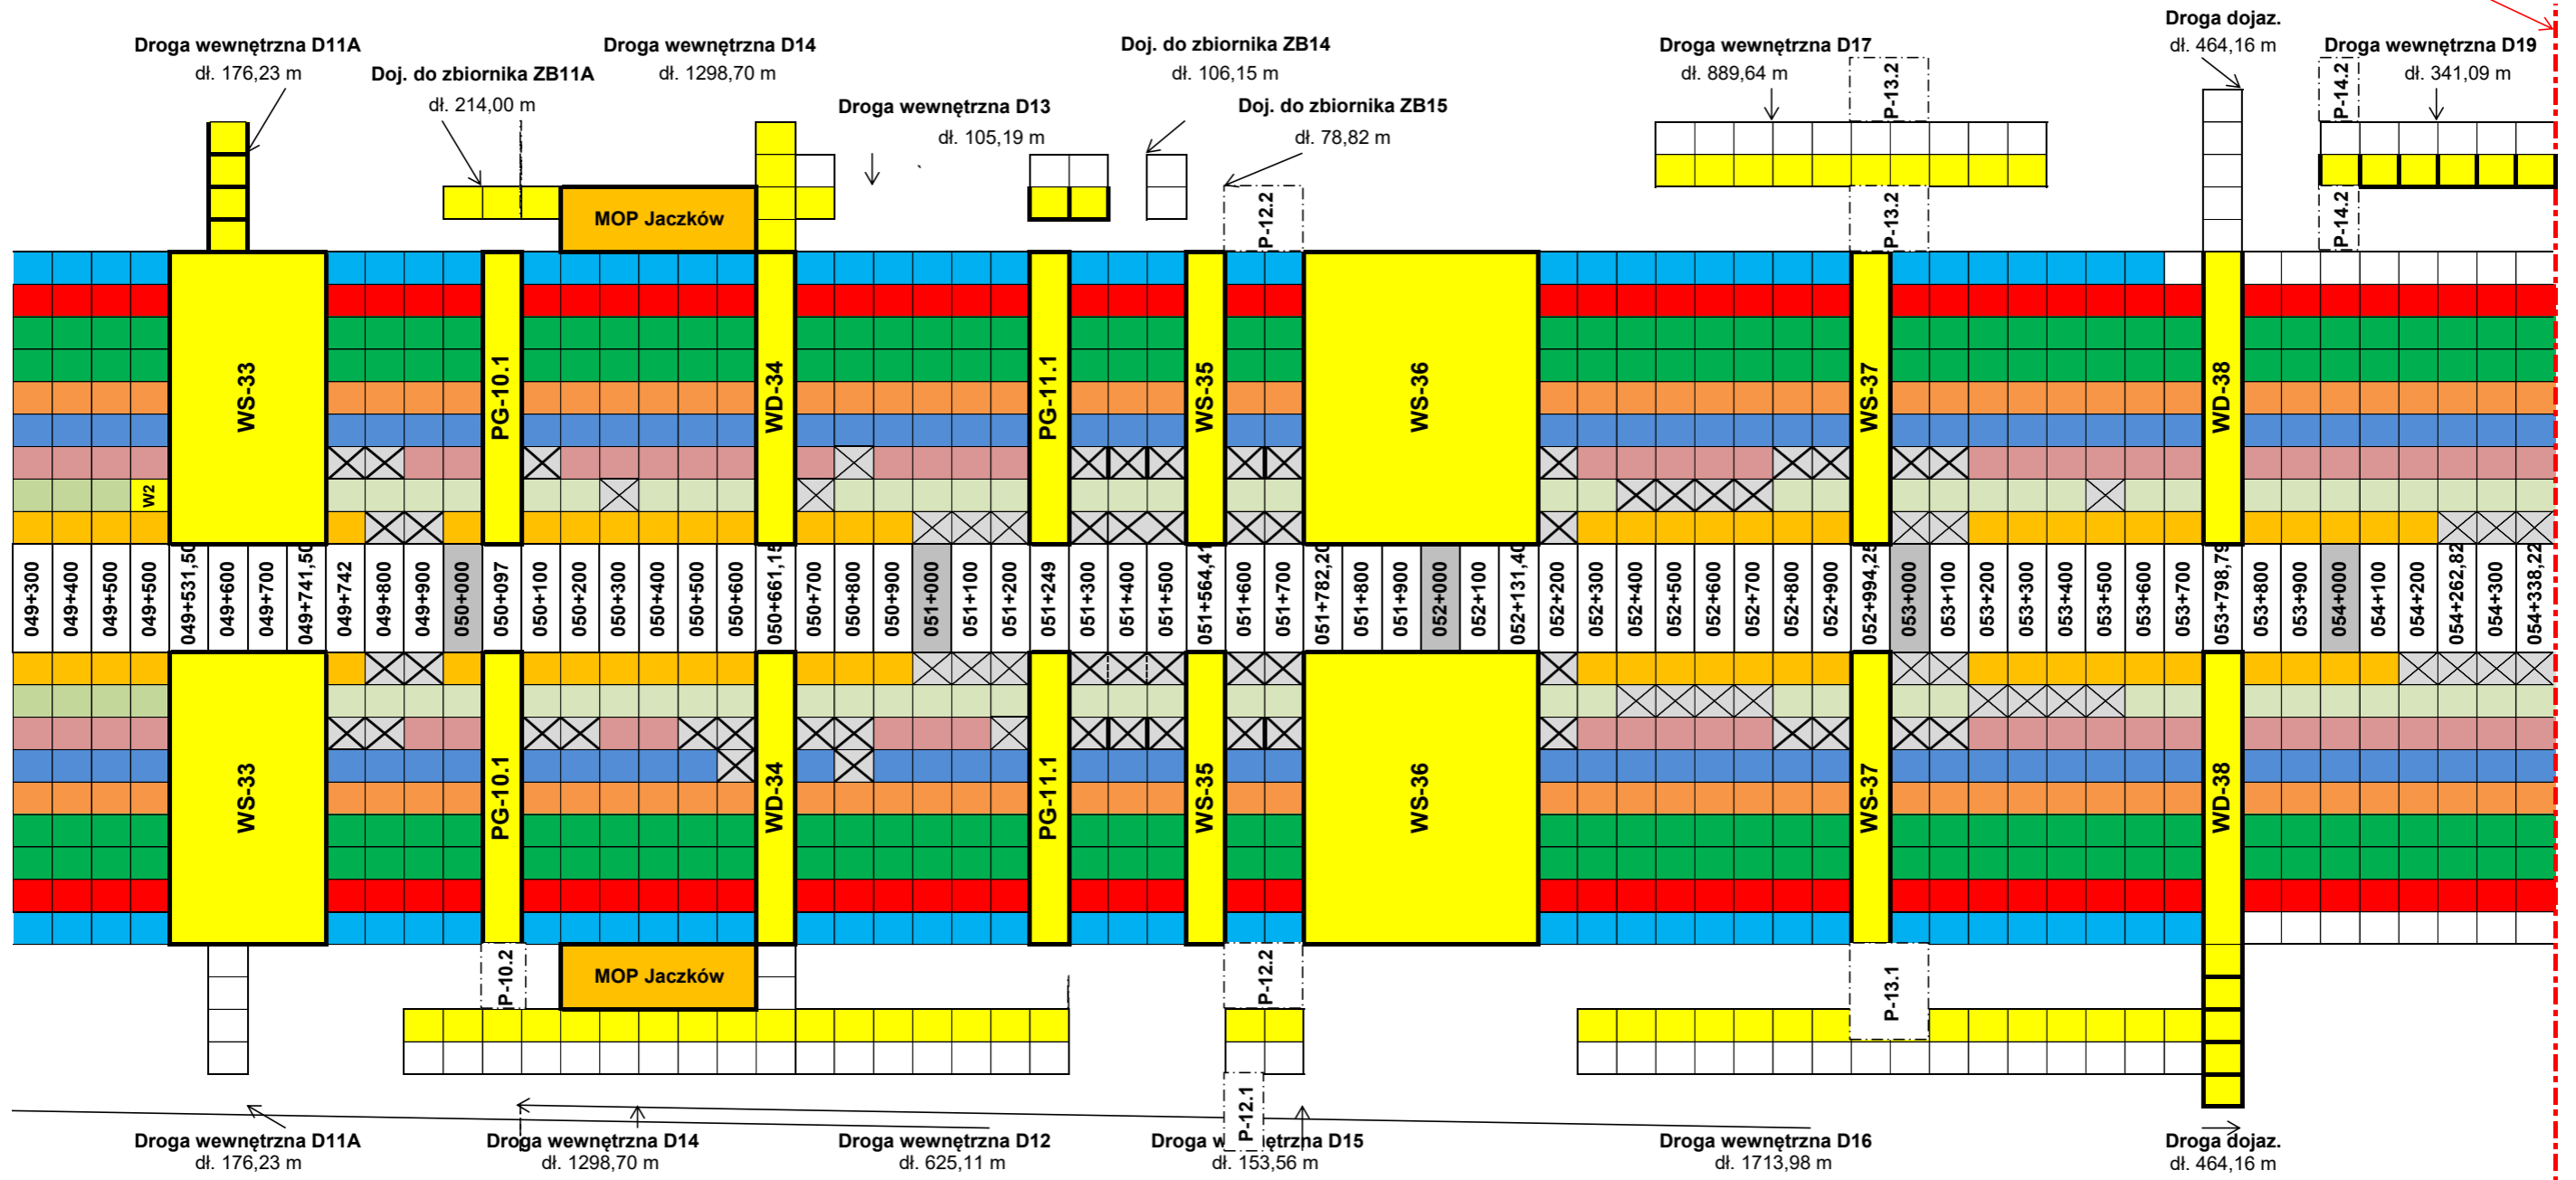 Droga dojaz.
dł. 464,16 m
Droga wewnętrzna D11A
dł. 176,23 m
Doj. do zbiornika ZB11A
dł. 214,00 m
Droga wewnętrzna D14
dł. 1298,70 m
Droga wewnętrzna D13
dł. 105,19 m
Doj. do zbiornika ZB14
dł. 106,15 m
Doj. do zbiornika ZB15
dł. 78,82 m
Droga wewnętrzna D17
dł. 889,64 m
Droga wewnętrzna D19
dł. 341,09 m
P-13.2
P-14.2
P-12.2
P-13.2
P-14.2
MOP Jaczków
WS-33
PG-10.1
WD-34
PG-11.1
WS-35
WS-36
WS-37
WD-38
W2
049+300
049+400
049+500
049+500
049+531,50
049+600
049+700
049+741,50
049+742
049+800
049+900
050+000
050+097
050+100
050+200
050+300
050+400
050+500
050+600
050+661,15
050+700
050+800
050+900
051+000
051+100
051+200
051+249
051+300
051+400
051+500
051+564,41
051+600
051+700
051+782,20
051+800
051+900
052+000
052+100
052+131,40
052+200
052+300
052+400
052+500
052+600
052+700
052+800
052+900
052+994,25
053+000
053+100
053+200
053+300
053+400
053+500
053+600
053+700
053+798,79
053+800
053+900
054+000
054+100
054+200
054+262,82
054+300
054+338,22
WS-33
PG-10.1
WD-34
PG-11.1
WS-35
WS-36
WS-37
WD-38
P-10.2
MOP Jaczków
P-12.2
P-13.1
P-12.1
Droga wewnętrzna D11A
dł. 176,23 m
Droga wewnętrzna D14
dł. 1298,70 m
Droga wewnętrzna D12
dł. 625,11 m
Droga w ętrzna D15
dł. 153,56 m
Droga wewnętrzna D16
dł. 1713,98 m
Droga dojaz.
dł. 464,16 m